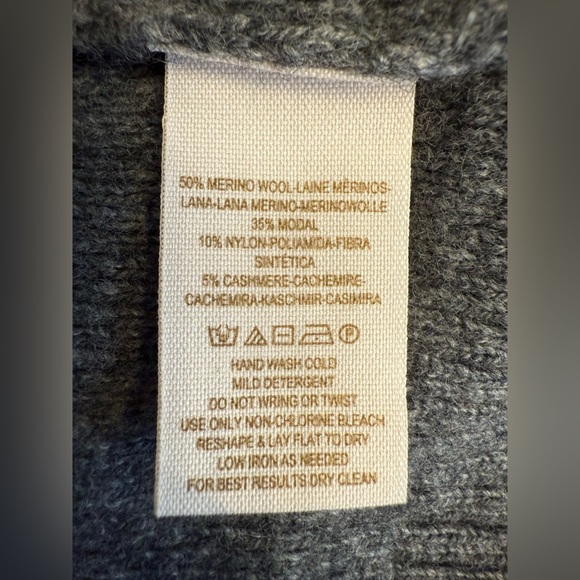 50% MERINO WOOL-LAINE MÉRINOS-
LANA-LANA MERINO-MERINOWOLLE
35% MODAL
10% NYLON-POLIAMIDA-FIBRA
SINTÉTICA
5% CASHMERE-CACHEMIRE-
CACHEMIRA-KASCHMIR-CASIMIRA
HAND WASH COLD
MILD DETERGENT
DO NOT WRING OR TWIST
USE ONLY NON-CHLORINE BLEACH
RESHAPE & LAY FLAT TO DRY
LOW IRON AS NEEDED
FOR BEST RESULTS DRY CLEAN